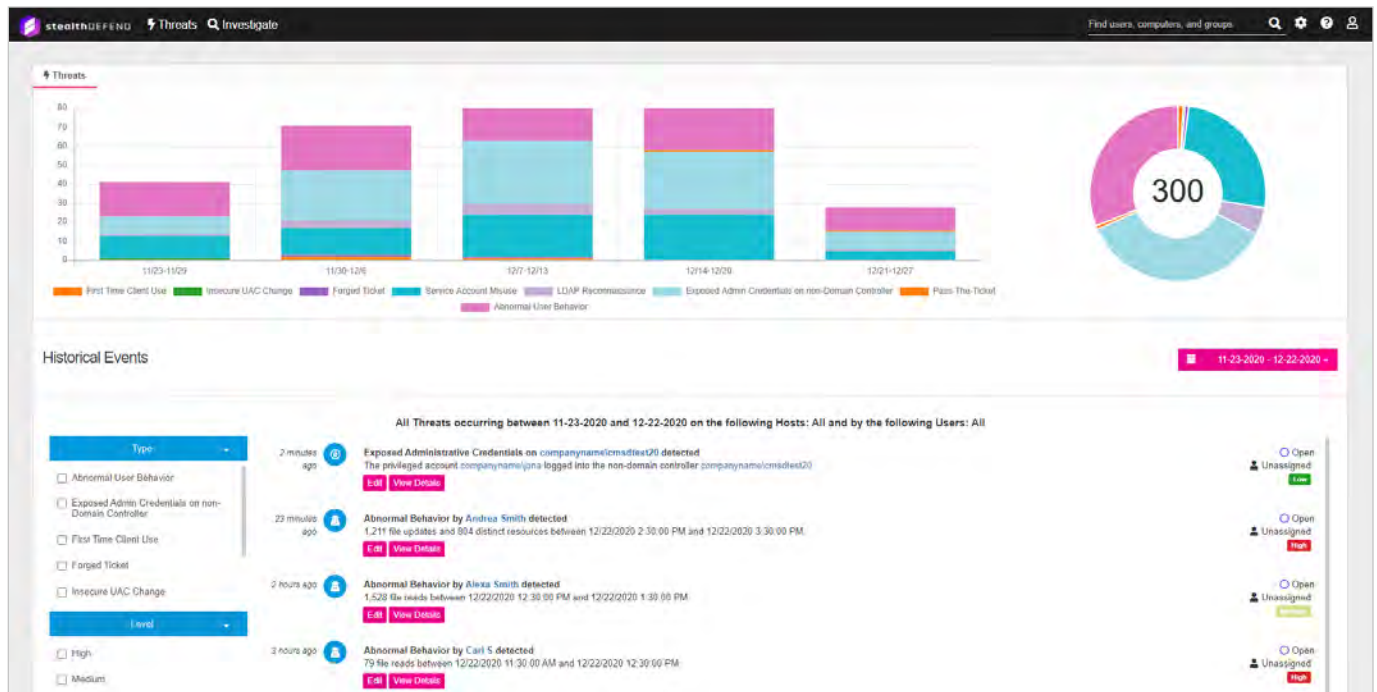 stealthDEFEND Threats Investigate Find users, computers, and groups
Threats
80
70
60
50
40
30
20
10
0
11/23-11/29 11/30-12/6 12/7-12/13 12/14-12/20 12/21-12/27
First Time Client Use Insecure UAC Change Forged Ticket Service Account Misuse LDAP Reconnaissance Exposed Admin Credentials on non-Domain Controller Pass-The-Ticket
Abnormal User Behavior
300
Historical Events
11-23-2020 - 12-22-2020
All Threats occurring between 11-23-2020 and 12-22-2020 on the following Hosts: All and by the following Users: All
Type
Abnormal User Behavior
Exposed Admin Credentials on non-
Domain Controller
First Time Client Use
Forged Ticket
Insecure UAC Change
Level
High
Medium
2 minutes
ago
Exposed Administrative Credentials on companyname\cmsdtest20 detected
The privileged account companyname\jona logged into the non-domain controller companyname\cmsdtest20
Edit View Details
Open
Unassigned
Low
23 minutes
ago
Abnormal Behavior by Andrea Smith detected
1,211 file updates and 804 distinct resources between 12/22/2020 2:30:00 PM and 12/22/2020 3:30:00 PM.
Edit View Details
Open
Unassigned
High
2 hours ago
Abnormal Behavior by Alexa Smith detected
1,528 file reads between 12/22/2020 12:30:00 PM and 12/22/2020 1:30:00 PM
Edit View Details
Open
Unassigned
Medium
3 hours ago
Abnormal Behavior by Carl S detected
79 file reads between 12/22/2020 11:30:00 AM and 12/22/2020 12:30:00 PM
Edit View Details
Open
Unassigned
High